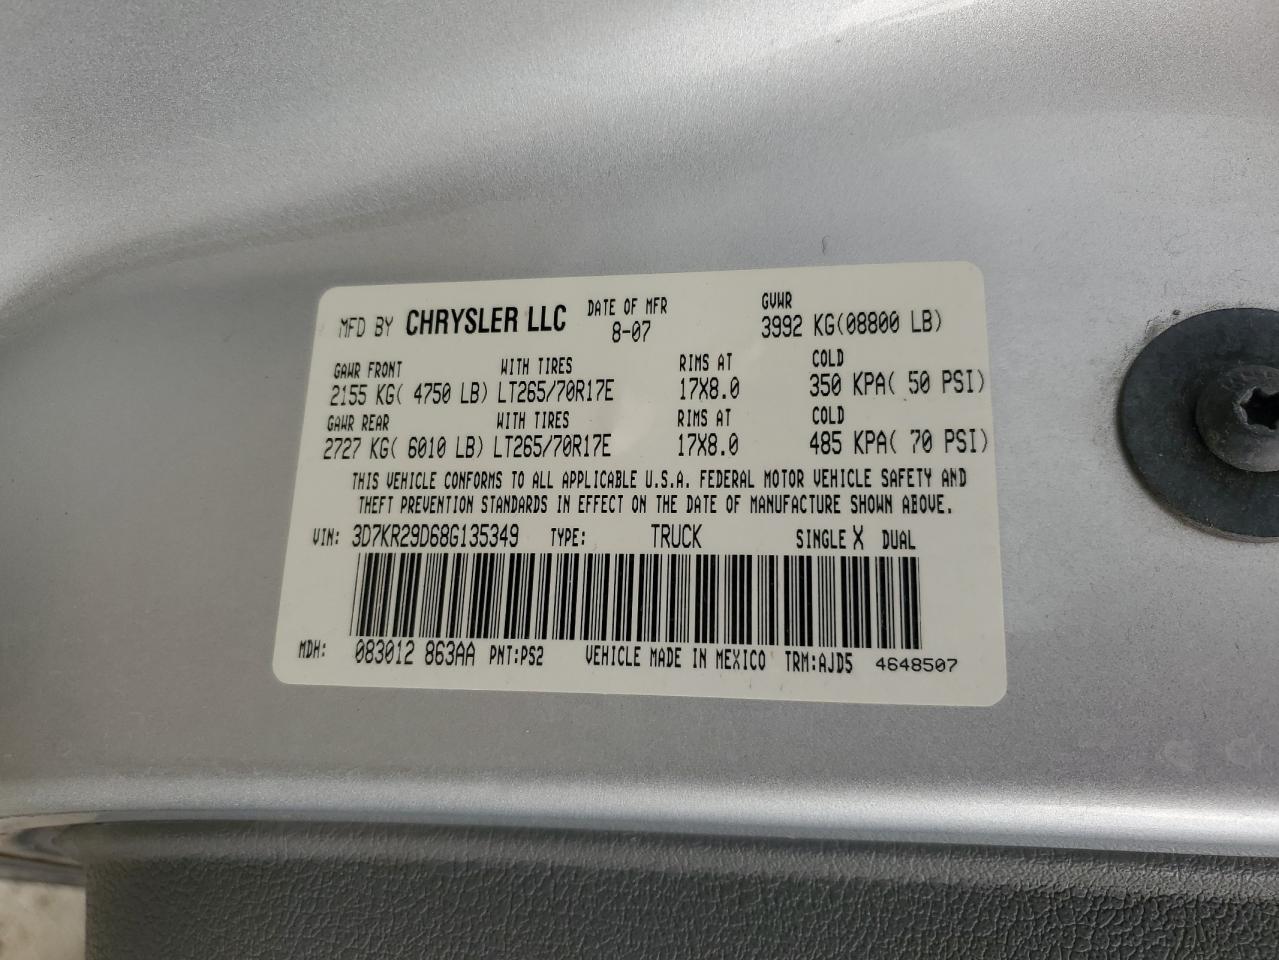 MFD BY CHRYSLER LLC DATE OF MFR 8-07 GVWR 3992 KG(08800 LB)
GAWR FRONT WITH TIRES RIMS AT COLD
2155 KG( 4750 LB) LT265/70R17E 17X8.0 350 KPA( 50 PSI)
GAWR REAR WITH TIRES RIMS AT COLD
2727 KG( 6010 LB) LT265/70R17E 17X8.0 485 KPA( 70 PSI)
THIS VEHICLE CONFORMS TO ALL APPLICABLE U.S.A. FEDERAL MOTOR VEHICLE SAFETY AND
THEFT PREVENTION STANDARDS IN EFFECT ON THE DATE OF MANUFACTURE SHOWN ABOVE.
VIN: 3D7KR29D68G135349 TYPE: TRUCK SINGLE X DUAL
MDH: 083012 863AA PNT:PS2 VEHICLE MADE IN MEXICO TRM:AJD5 4648507